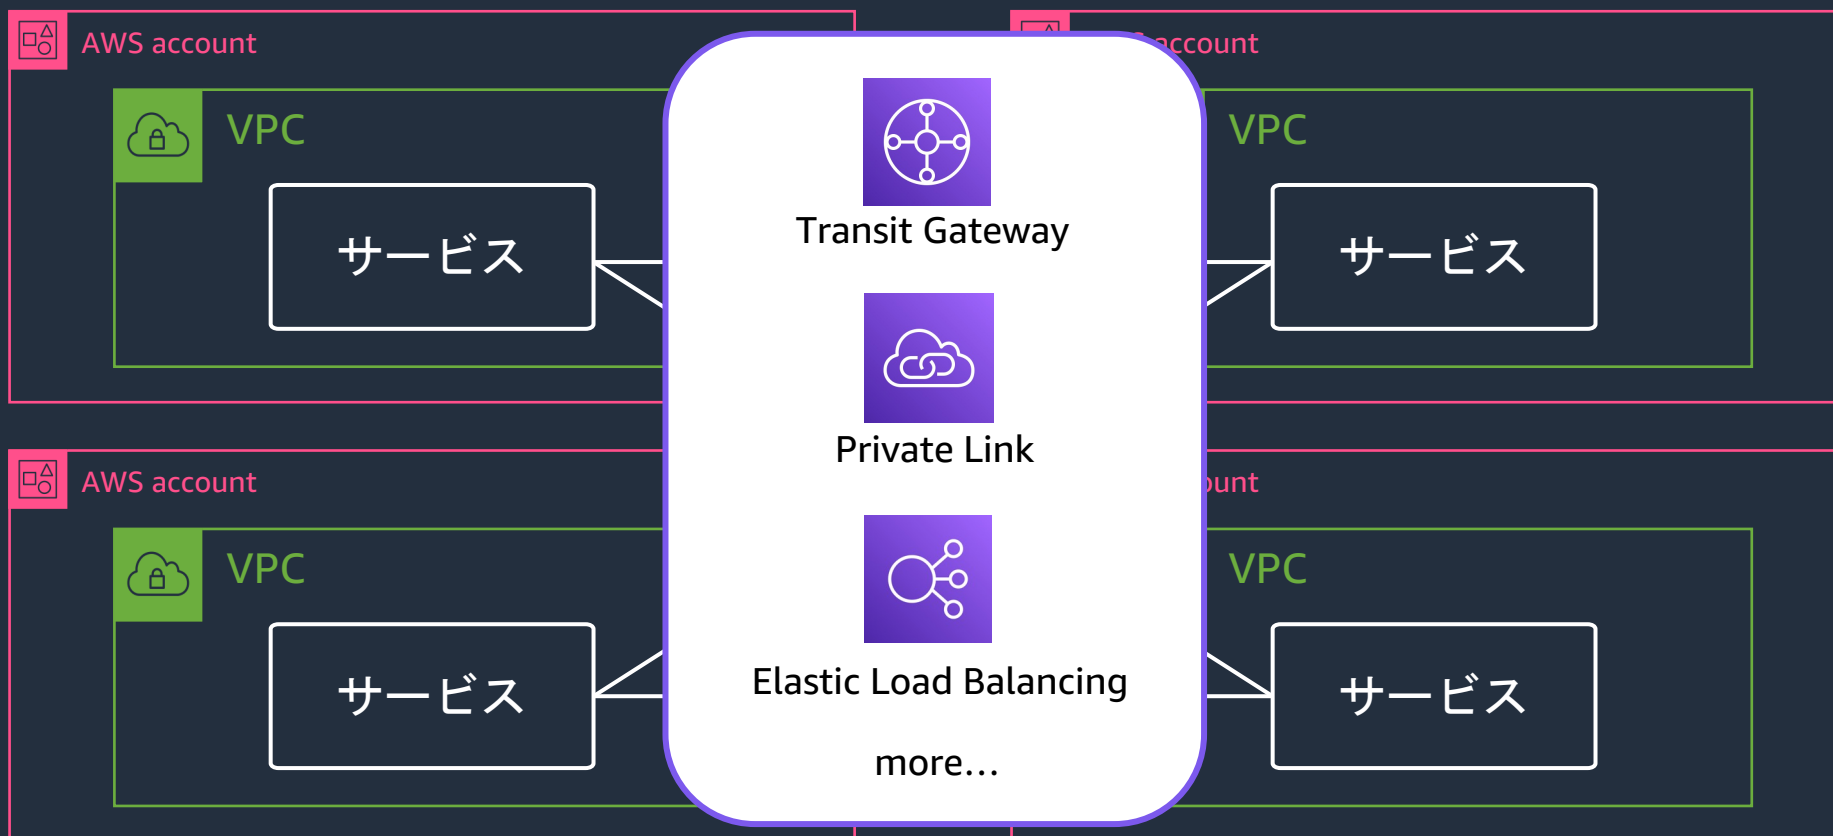 AWS account
account
VPC
VPC
サービス
サービス
Transit Gateway
Private Link
AWS account
VPC
VPC
サービス
サービス
Elastic Load Balancing
more…